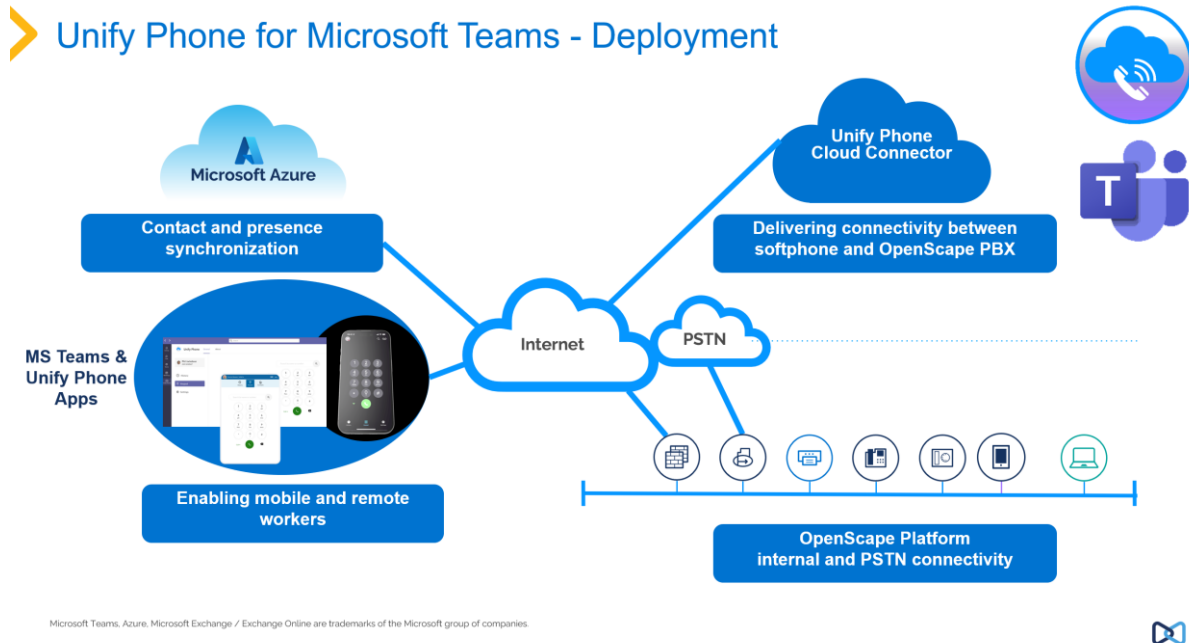 Unify Phone for Microsoft Teams - Deployment
Microsoft Azure
Contact and presence
synchronization
Unify Phone
Cloud Connector
T
Delivering connectivity between
softphone and OpenScape PBX
MS Teams &
Unify Phone
Apps
Internet
PSTN
Enabling mobile and remote
workers
OpenScape Platform
internal and PSTN connectivity
Microsoft Teams, Azure, Microsoft Exchange / Exchange Online are trademarks of the Microsoft group of companies.